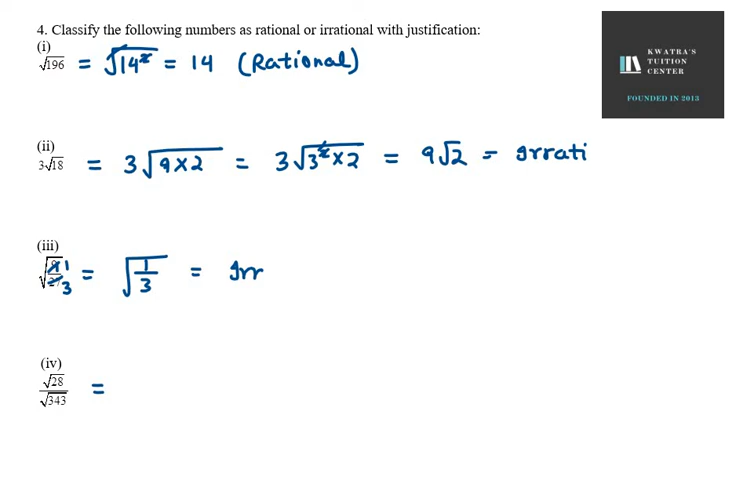 4. Classify the following numbers as rational or irrational with justification:
(i)
√196 = √14² = 14 (Rational)
(ii)
3√18 = 3√9×2 = 3√3²×2 = 9√2 = Irrati
(iii)
1
3
= √1/3 = Irr
(iv)
√28/√343 =
KWATRA'S
TUITION
CENTER
FOUNDED IN 2013